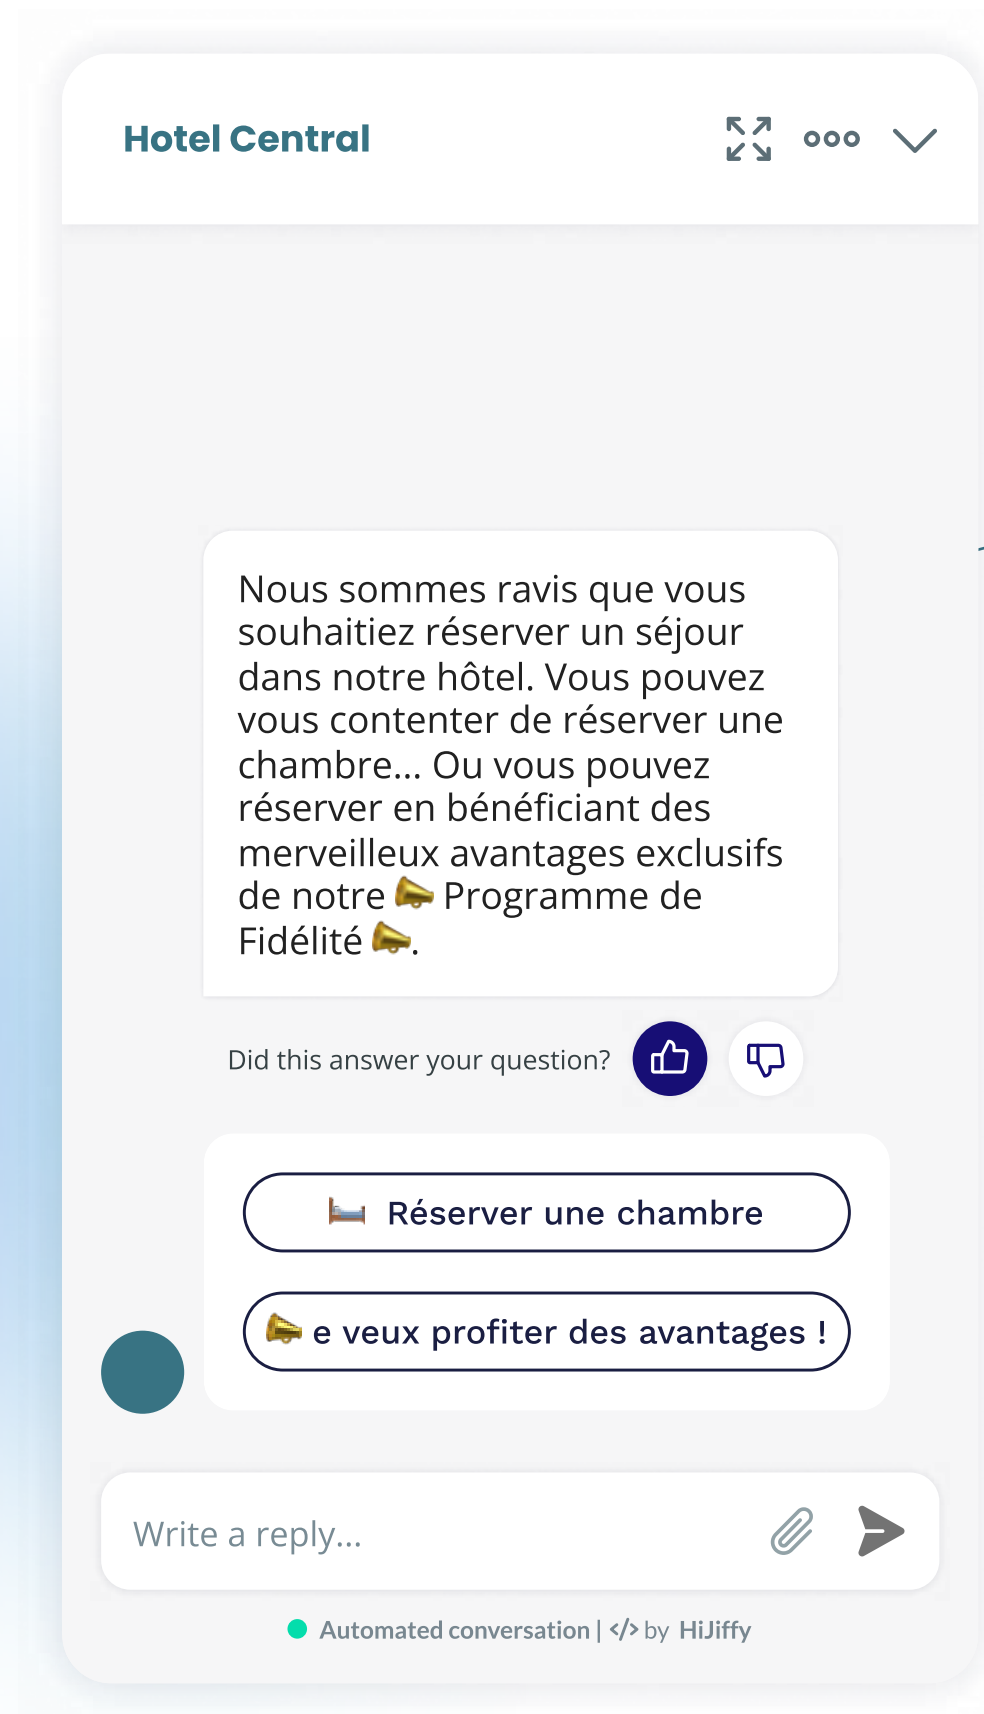 Hotel Central
Nous sommes ravis que vous
souhaitiez réserver un séjour
dans notre hôtel. Vous pouvez
vous contenter de réserver une
chambre... Ou vous pouvez
réserver en bénéficiant des
merveilleux avantages exclusifs
de notre 📣 Programme de
Fidélité 📣.
Did this answer your question?
🛏️ Réserver une chambre
📣 e veux profiter des avantages !
Write a reply...
Automated conversation | </> by HiJiffy